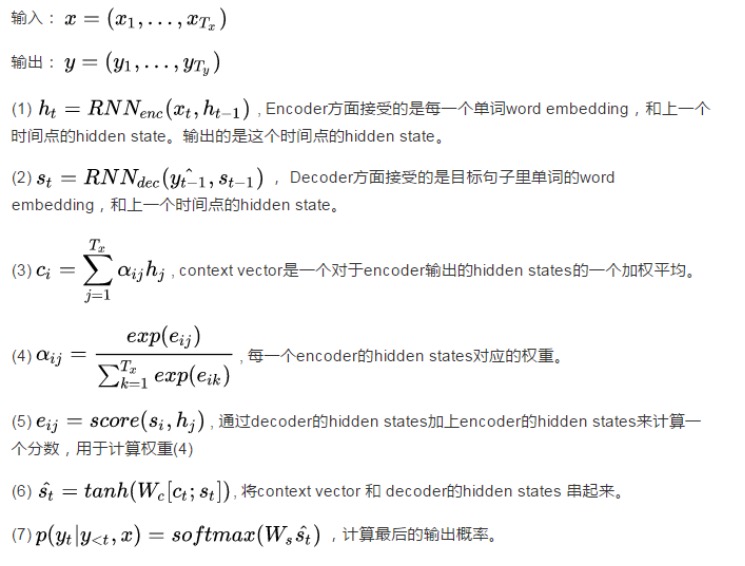 输入： x = (x_1, . . . , x_{T_x})
输出： y = (y_1, . . . , y_{T_y})
(1) h_t = RNN_{enc}(x_t, h_{t−1}) , Encoder方面接受的是每一个单词word embedding，和上一个
时间点的hidden state。输出的是这个时间点的hidden state。
(2) s_t = RNN_{dec}(\hat{y_{t−1}}, s_{t−1}) ， Decoder方面接受的是目标句子里单词的word
embedding，和上一个时间点的hidden state。
(3) c_i = \sum_{j=1}^{T_x} α_{ij}h_j , context vector是一个对于encoder输出的hidden states的一个加权平均。
(4) α_{ij} = \frac{exp(e_{ij})}{\sum_{k=1}^{T_x} exp(e_{ik})} , 每一个encoder的hidden states对应的权重。
(5) e_{ij} = score(s_i, h_j) , 通过decoder的hidden states加上encoder的hidden states来计算一
个分数，用于计算权重(4)
(6) \hat{s}_t = tanh(W_c[c_t; s_t]), 将context vector 和 decoder的hidden states 串起来。
(7) p(y_t|y_{<t}, x) = softmax(W_s\hat{s}_t) ，计算最后的输出概率。